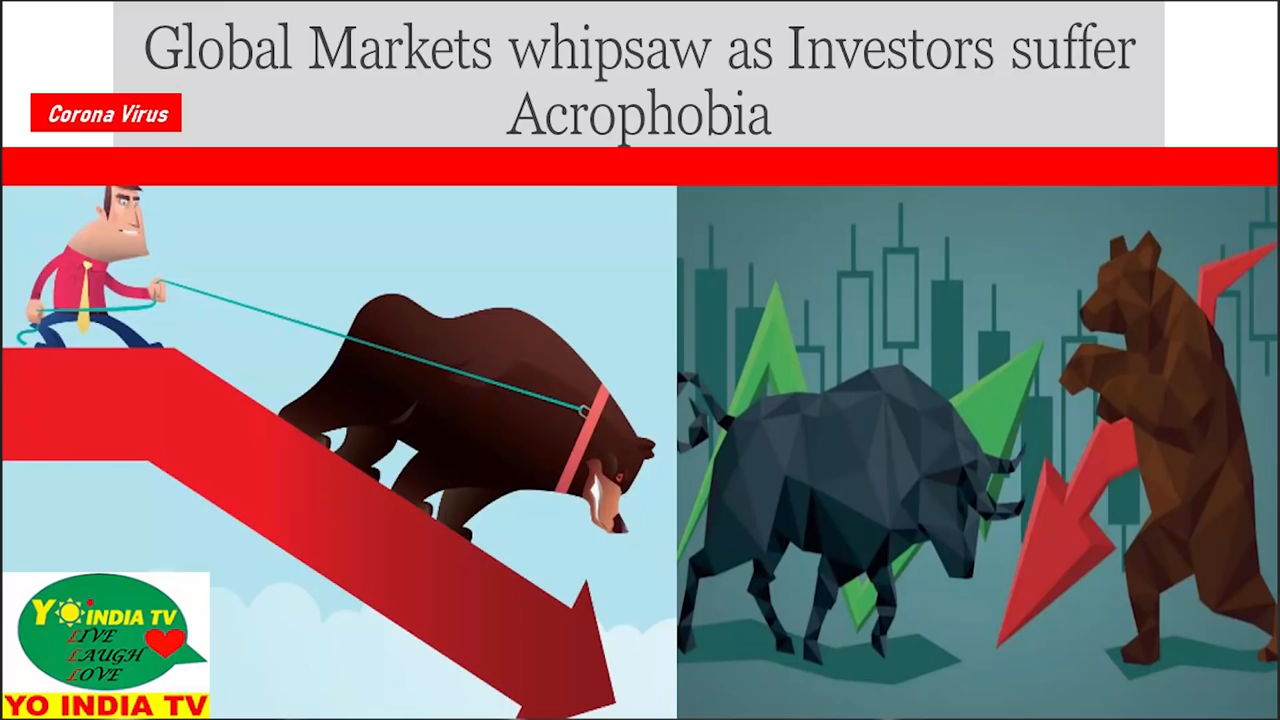 Global Markets whipsaw as Investors suffer
Acrophobia
Corona Virus
YO INDIA TV
LIVE
LAUGH
LOVE
YO INDIA TV